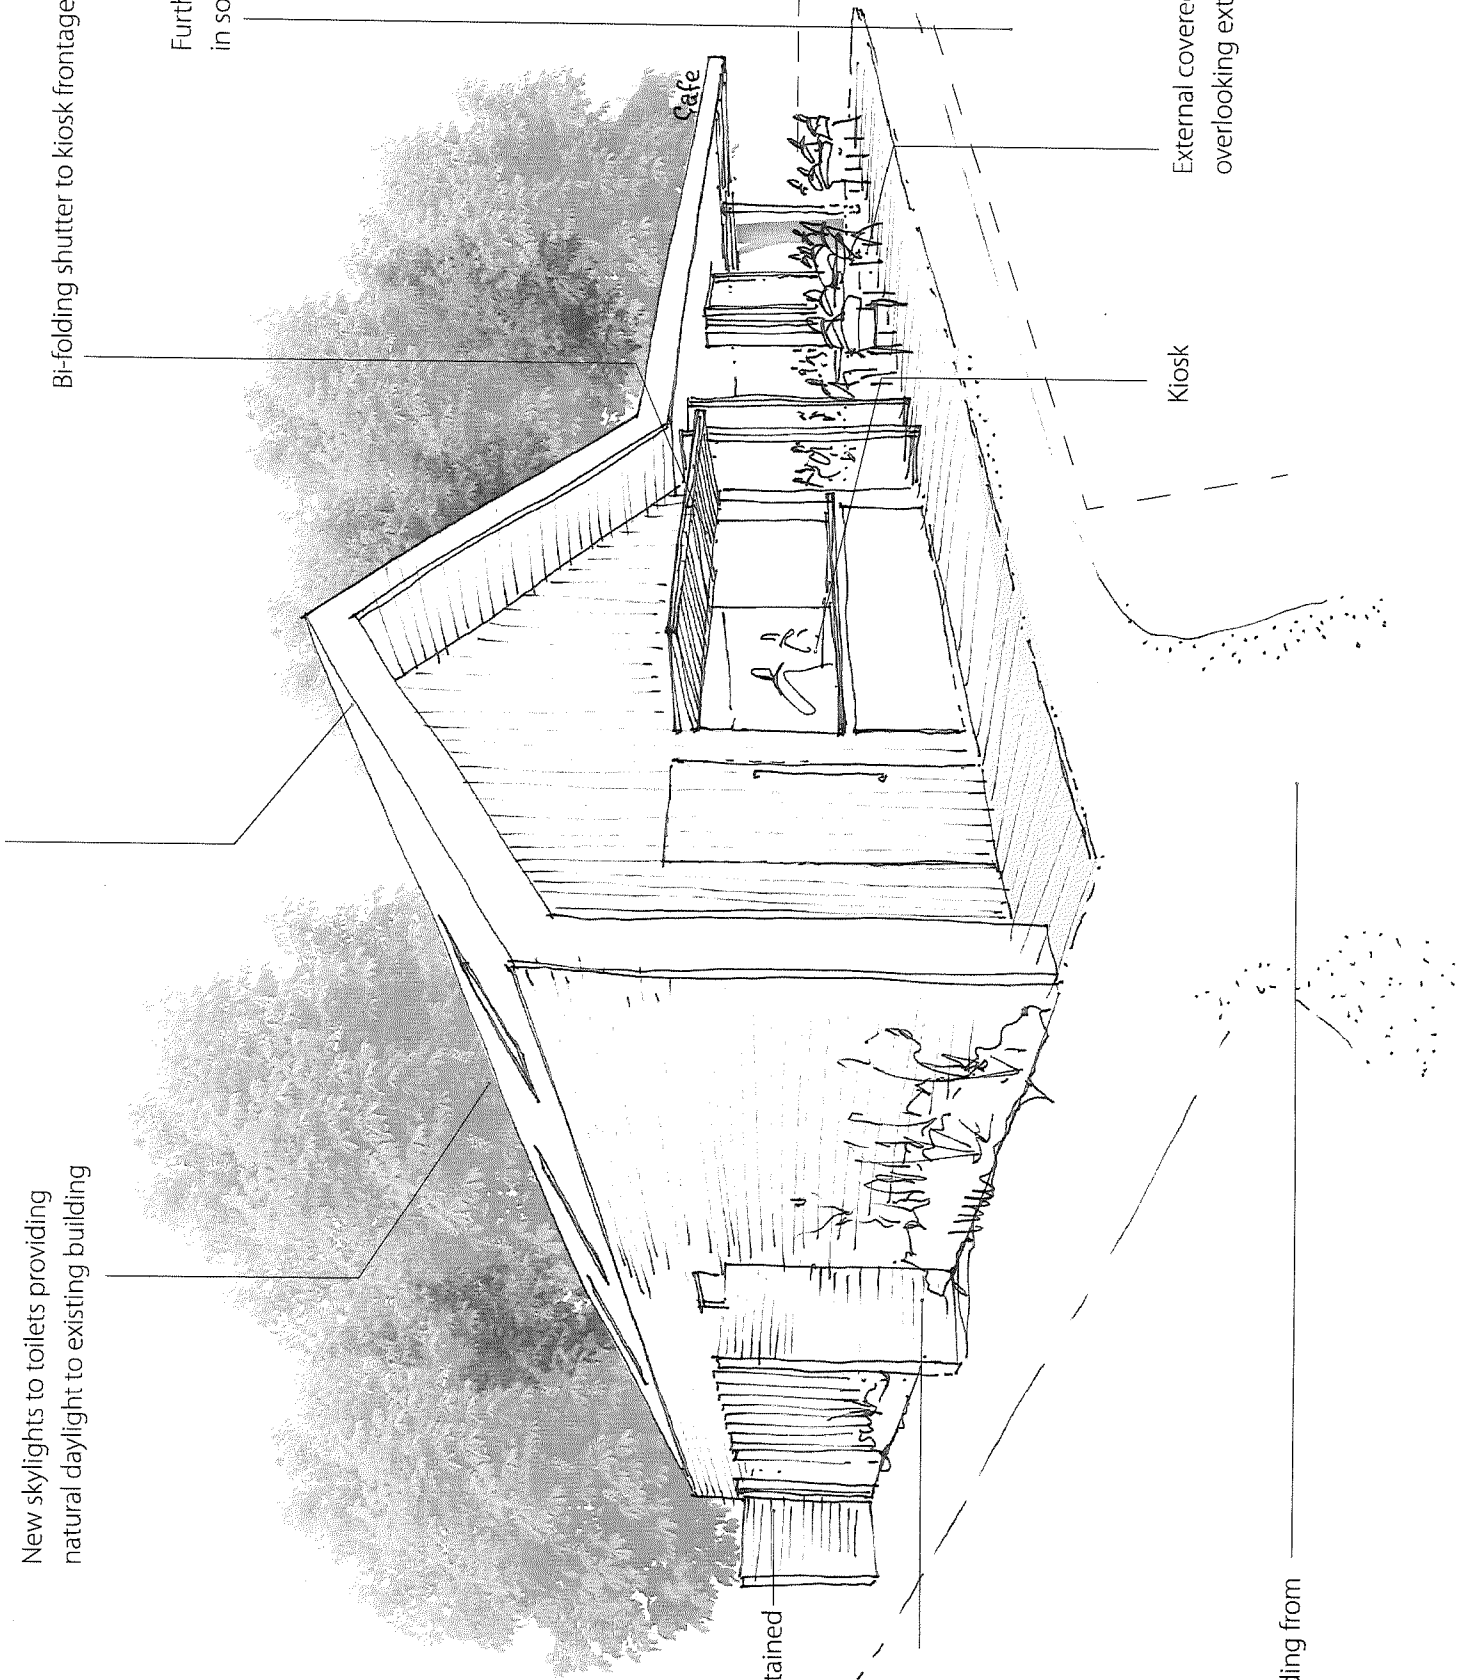 New skylights to toilets providing
natural daylight to existing building
Bi-folding shutter to kiosk frontage
Furth
in so
Cafe
External covere
overlooking ext
Kiosk
tained
ding from